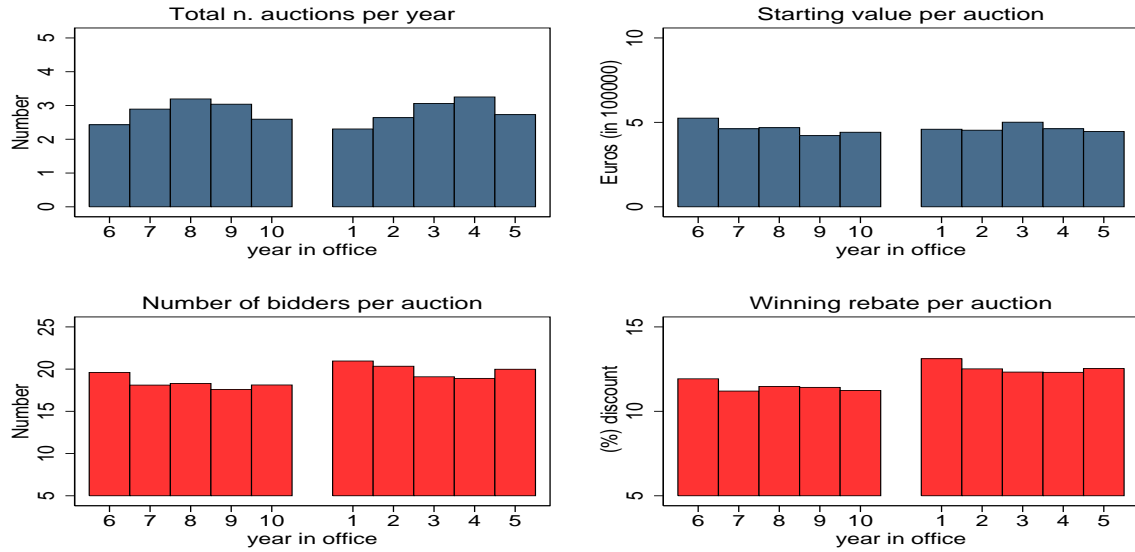 Total n. auctions per year
Number
5
4
3
2
1
0
6 7 8 9 10 1 2 3 4 5
year in office
Starting value per auction
Euros (in 100000)
10
5
0
6 7 8 9 10 1 2 3 4 5
year in office
Number of bidders per auction
Number
25
20
15
10
5
6 7 8 9 10 1 2 3 4 5
year in office
Winning rebate per auction
(%) discount
15
10
5
6 7 8 9 10 1 2 3 4 5
year in office